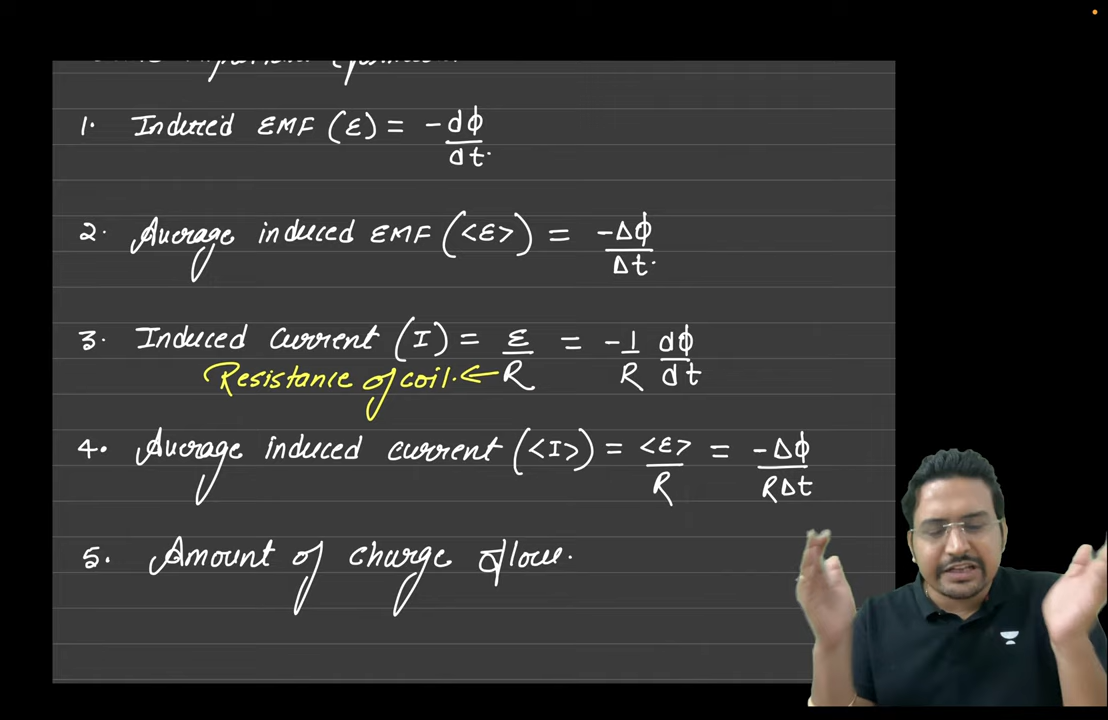 1. Induced EMF (ε) = -dϕ/dt.
2. Average induced EMF (<ε>) = -Δϕ/Δt.
3. Induced Current (I) = ε/R = -1/R dϕ/dt
Resistance of coil. ← R
4. Average induced current (<I>) = <ε>/R = -Δϕ/RΔt
5. Amount of charge flow.